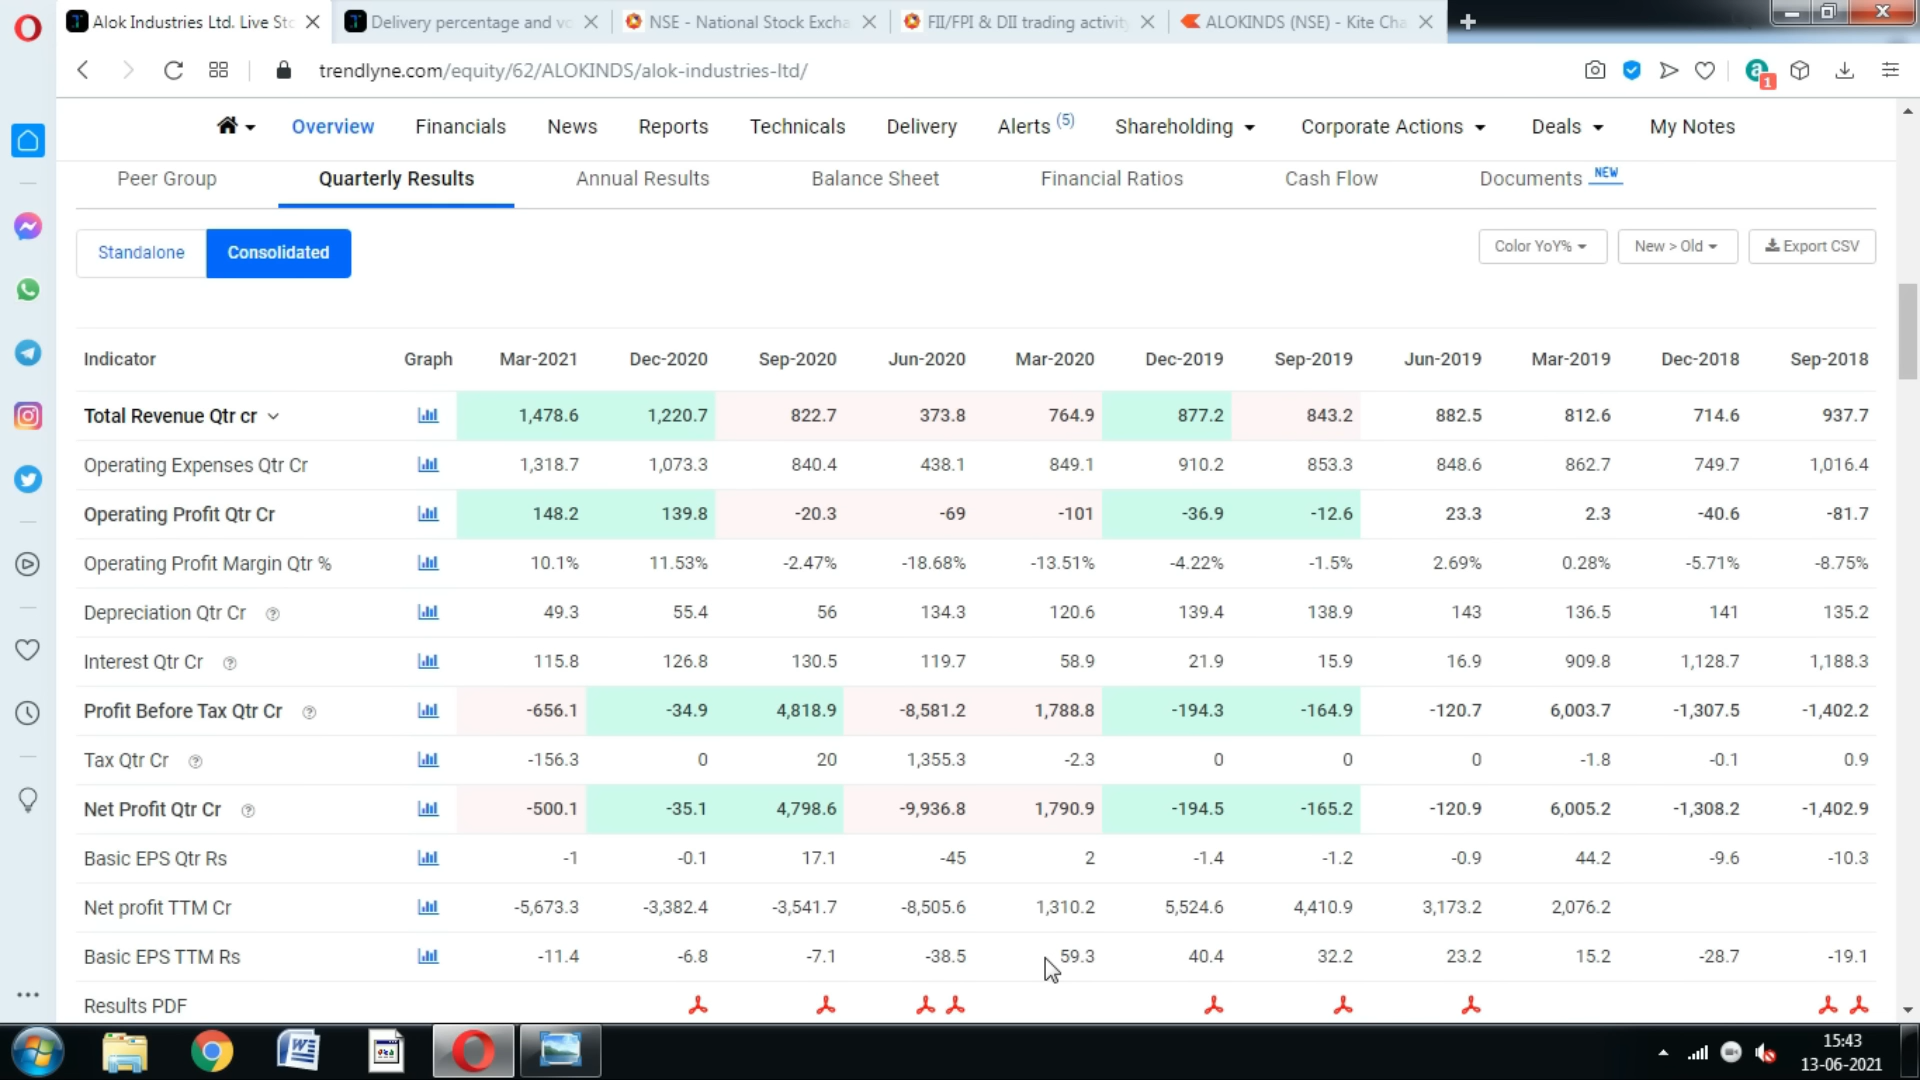 Alok Industries Ltd. Live Sto
Delivery percentage and vo
NSE - National Stock Excha
FII/FPI & DII trading activity
ALOKINDS (NSE) - Kite Cha
trendlyne.com/equity/62/ALOKINDS/alok-industries-ltd/
a 1
Overview Financials News Reports Technicals Delivery Alerts (5) Shareholding Corporate Actions Deals My Notes
Peer Group Quarterly Results Annual Results Balance Sheet Financial Ratios Cash Flow Documents NEW
Standalone Consolidated Color YoY% New > Old Export CSV
Indicator Graph Mar-2021 Dec-2020 Sep-2020 Jun-2020 Mar-2020 Dec-2019 Sep-2019 Jun-2019 Mar-2019 Dec-2018 Sep-2018
Total Revenue Qtr cr 1,478.6 1,220.7 822.7 373.8 764.9 877.2 843.2 882.5 812.6 714.6 937.7
Operating Expenses Qtr Cr 1,318.7 1,073.3 840.4 438.1 849.1 910.2 853.3 848.6 862.7 749.7 1,016.4
Operating Profit Qtr Cr 148.2 139.8 -20.3 -69 -101 -36.9 -12.6 23.3 2.3 -40.6 -81.7
Operating Profit Margin Qtr % 10.1% 11.53% -2.47% -18.68% -13.51% -4.22% -1.5% 2.69% 0.28% -5.71% -8.75%
Depreciation Qtr Cr 49.3 55.4 56 134.3 120.6 139.4 138.9 143 136.5 141 135.2
Interest Qtr Cr 115.8 126.8 130.5 119.7 58.9 21.9 15.9 16.9 909.8 1,128.7 1,188.3
Profit Before Tax Qtr Cr -656.1 -34.9 4,818.9 -8,581.2 1,788.8 -194.3 -164.9 -120.7 6,003.7 -1,307.5 -1,402.2
Tax Qtr Cr -156.3 0 20 1,355.3 -2.3 0 0 0 -1.8 -0.1 0.9
Net Profit Qtr Cr -500.1 -35.1 4,798.6 -9,936.8 1,790.9 -194.5 -165.2 -120.9 6,005.2 -1,308.2 -1,402.9
Basic EPS Qtr Rs -1 -0.1 17.1 -45 2 -1.4 -1.2 -0.9 44.2 -9.6 -10.3
Net profit TTM Cr -5,673.3 -3,382.4 -3,541.7 -8,505.6 1,310.2 5,524.6 4,410.9 3,173.2 2,076.2
Basic EPS TTM Rs -11.4 -6.8 -7.1 -38.5 59.3 40.4 32.2 23.2 15.2 -28.7 -19.1
Results PDF
15:43
13-06-2021